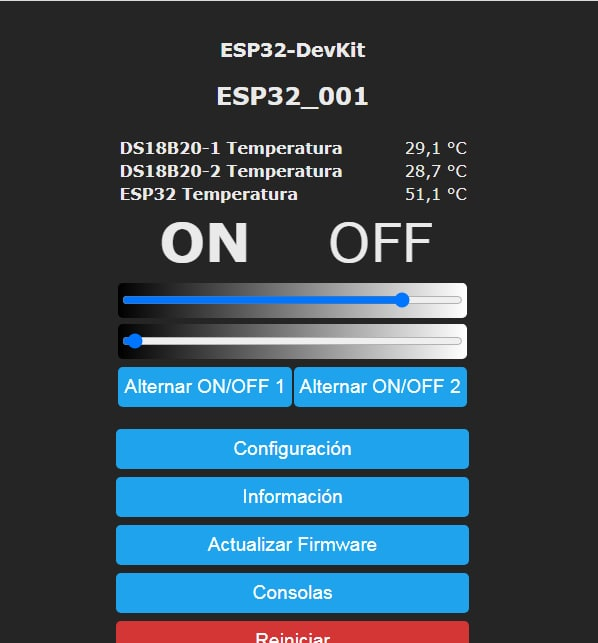 ESP32-DevKit
ESP32_001
DS18B20-1 Temperatura 29,1 °C
DS18B20-2 Temperatura 28,7 °C
ESP32 Temperatura 51,1 °C
ON OFF
Alternar ON/OFF 1 Alternar ON/OFF 2
Configuración
Información
Actualizar Firmware
Consolas
Reiniciar